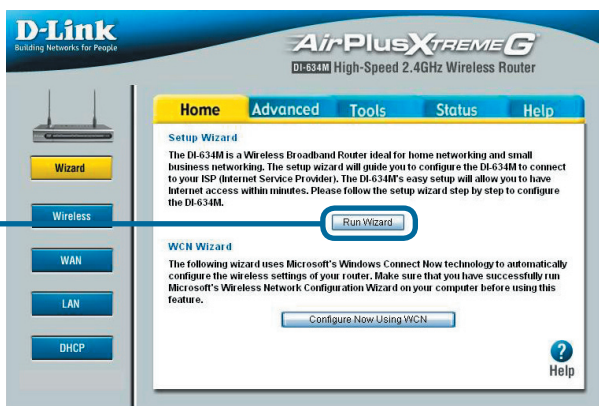 D-Link
Building Networks for People
AirPlus XTREME G
DI-634M High-Speed 2.4GHz Wireless Router
Home Advanced Tools Status Help
Wizard
Wireless
WAN
LAN
DHCP
Setup Wizard
The DI-634M is a Wireless Broadband Router ideal for home networking and small
business networking. The setup wizard will guide you to configure the DI-634M to connect
to your ISP (Internet Service Provider). The DI-634M's easy setup will allow you to have
Internet access within minutes. Please follow the setup wizard step by step to configure
the DI-634M.
Run Wizard
WCN Wizard
The following wizard uses Microsoft's Windows Connect Now technology to automatically
configure the wireless settings of your router. Make sure that you have successfully run
Microsoft's Wireless Network Configuration Wizard on your computer before using this
feature.
Configure Now Using WCN
?
Help